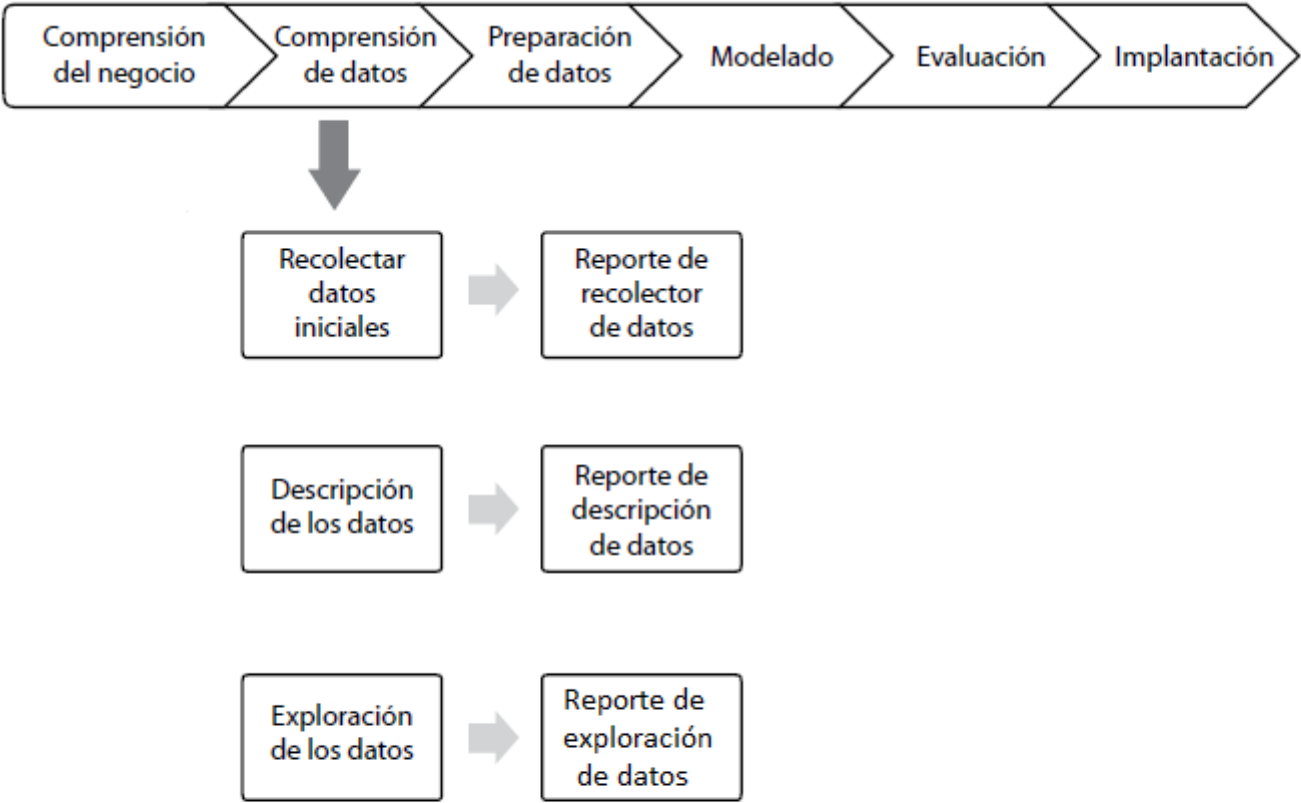 Comprensión
del negocio
Comprensión
de datos
Preparación
de datos
Modelado
Evaluación
Implantación
Recolectar
datos
iniciales
Reporte de
recolector
de datos
Descripción
de los datos
Reporte de
descripción
de datos
Exploración
de los datos
Reporte de
exploración
de datos